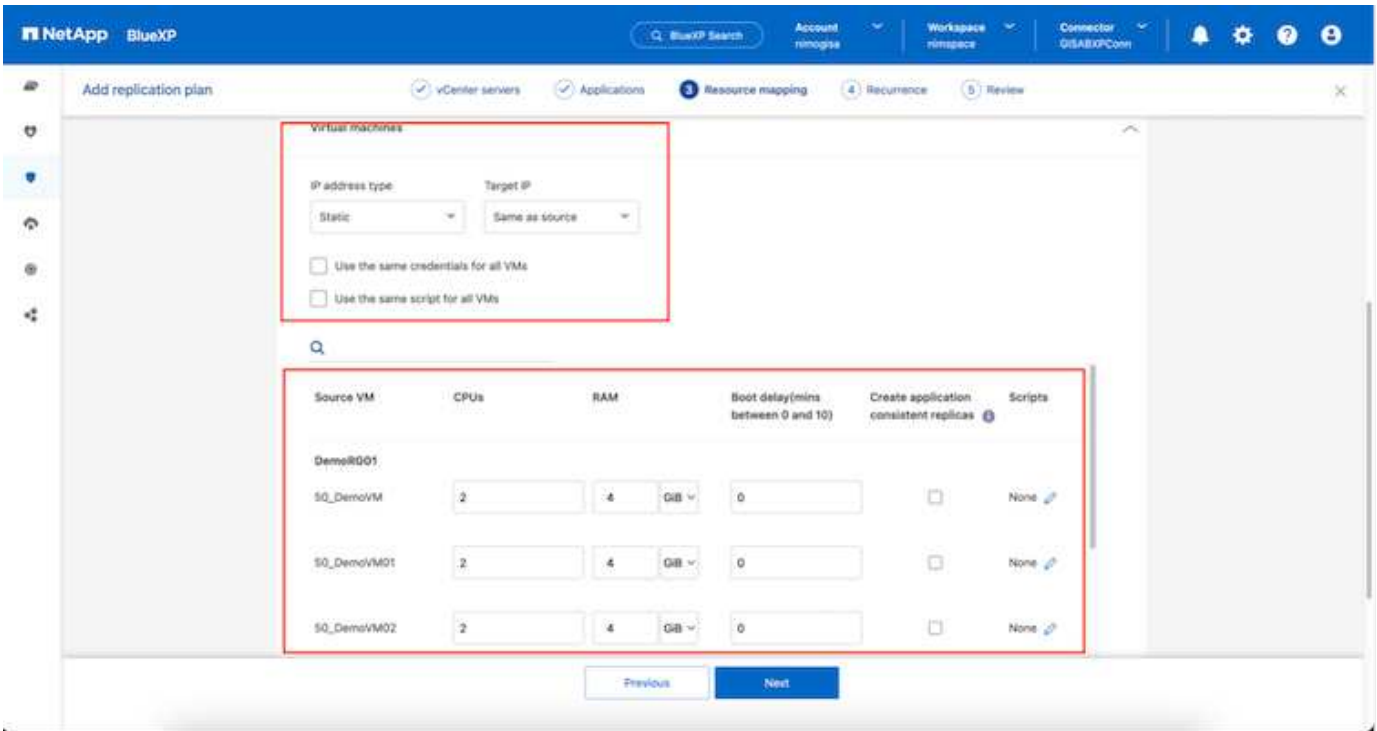 NetApp BlueXP
BlueXP Search
Account
nimogisa
Workspace
nimspace
Connector
GISABXPConn
Add replication plan
vCenter servers
Applications
3 Resource mapping
4 Recurrence
5 Review
Virtual machines
IP address type
Target IP
Static
Same as source
Use the same credentials for all VMs
Use the same script for all VMs
Source VM CPUs RAM Boot delay(mins between 0 and 10) Create application consistent replicas Scripts
DemoRG01
SQ_DemoVM 2 4 GiB 0 None
SQ_DemoVM01 2 4 GiB 0 None
SQ_DemoVM02 2 4 GiB 0 None
Previous Next